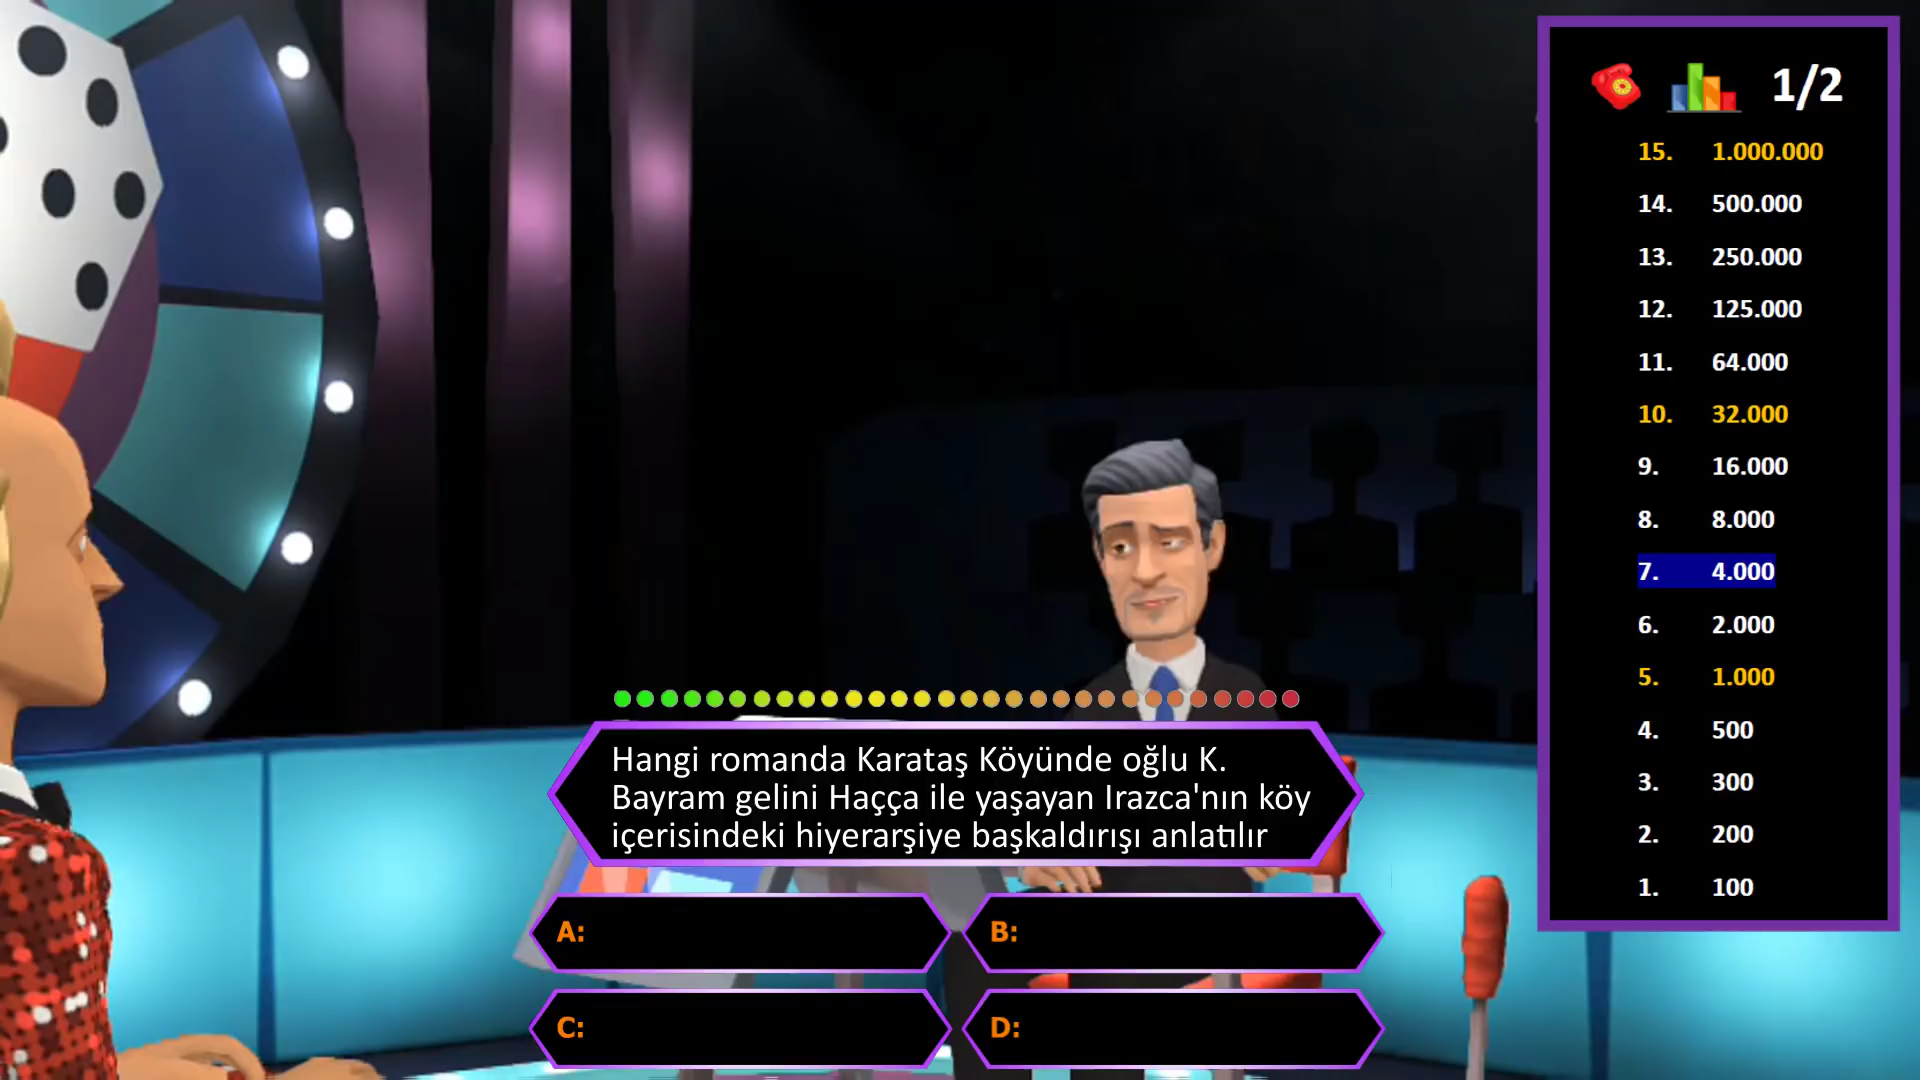 1/2
15. 1.000.000
14. 500.000
13. 250.000
12. 125.000
11. 64.000
10. 32.000
9. 16.000
8. 8.000
7. 4.000
6. 2.000
5. 1.000
4. 500
3. 300
2. 200
1. 100
Hangi romanda Karataş Köyünde oğlu K.
Bayram gelini Haçça ile yaşayan Irazca'nın köy
içerisindeki hiyerarşiye başkaldırışı anlatılır
A:
B:
C:
D: